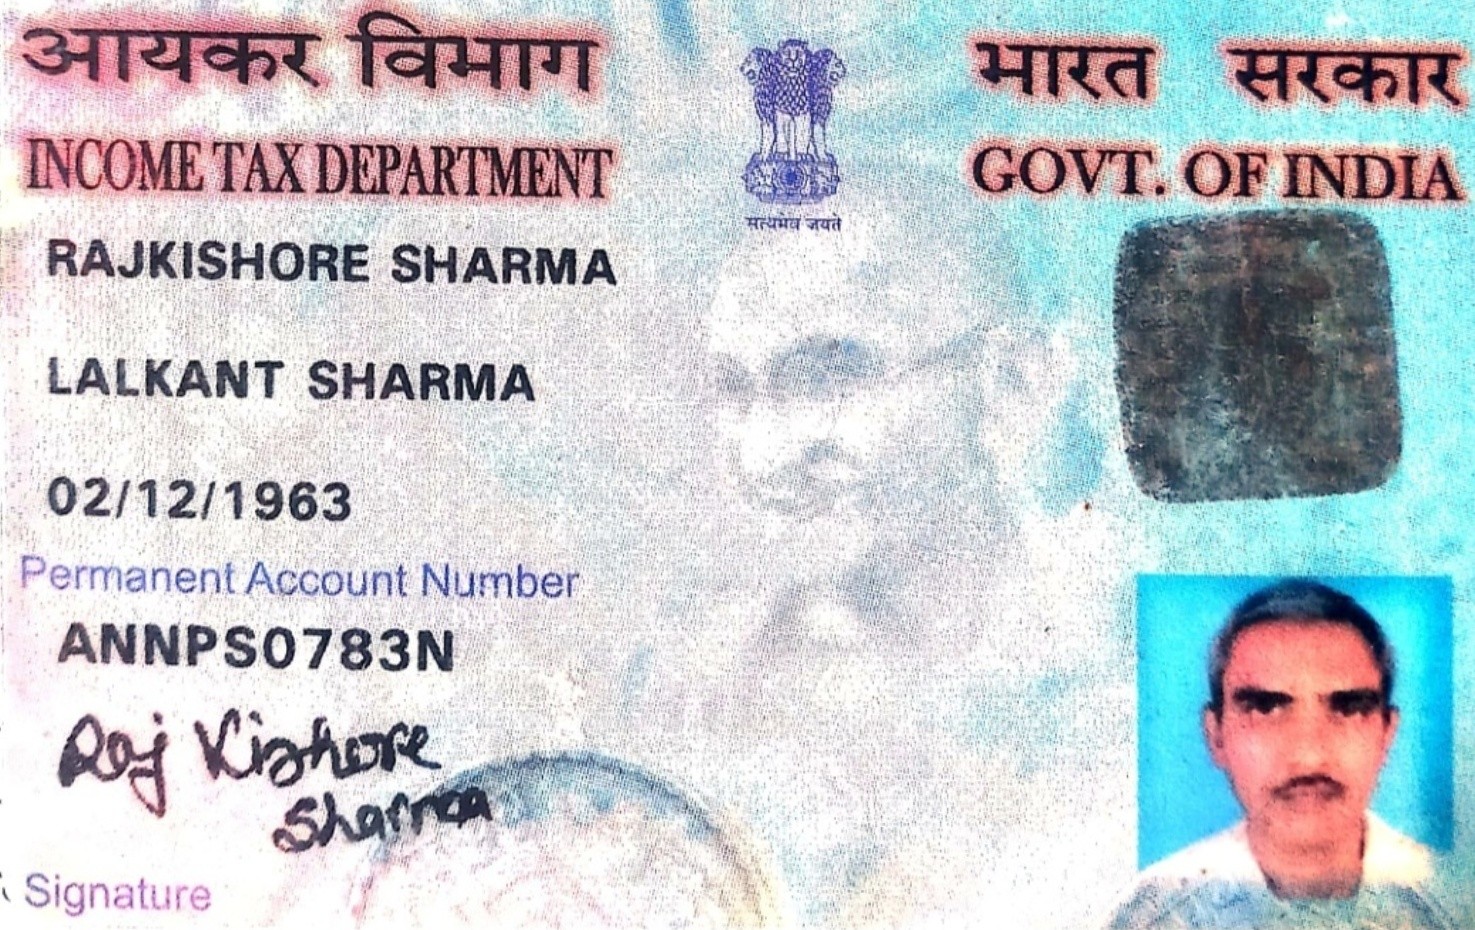 आयकर विभाग
भारत सरकार
INCOME TAX DEPARTMENT
GOVT. OF INDIA
सत्यमेव जयते
RAJKISHORE SHARMA
LALKANT SHARMA
02/12/1963
Permanent Account Number
ANNPS0783N
Raj Kishore
Sharma
Signature